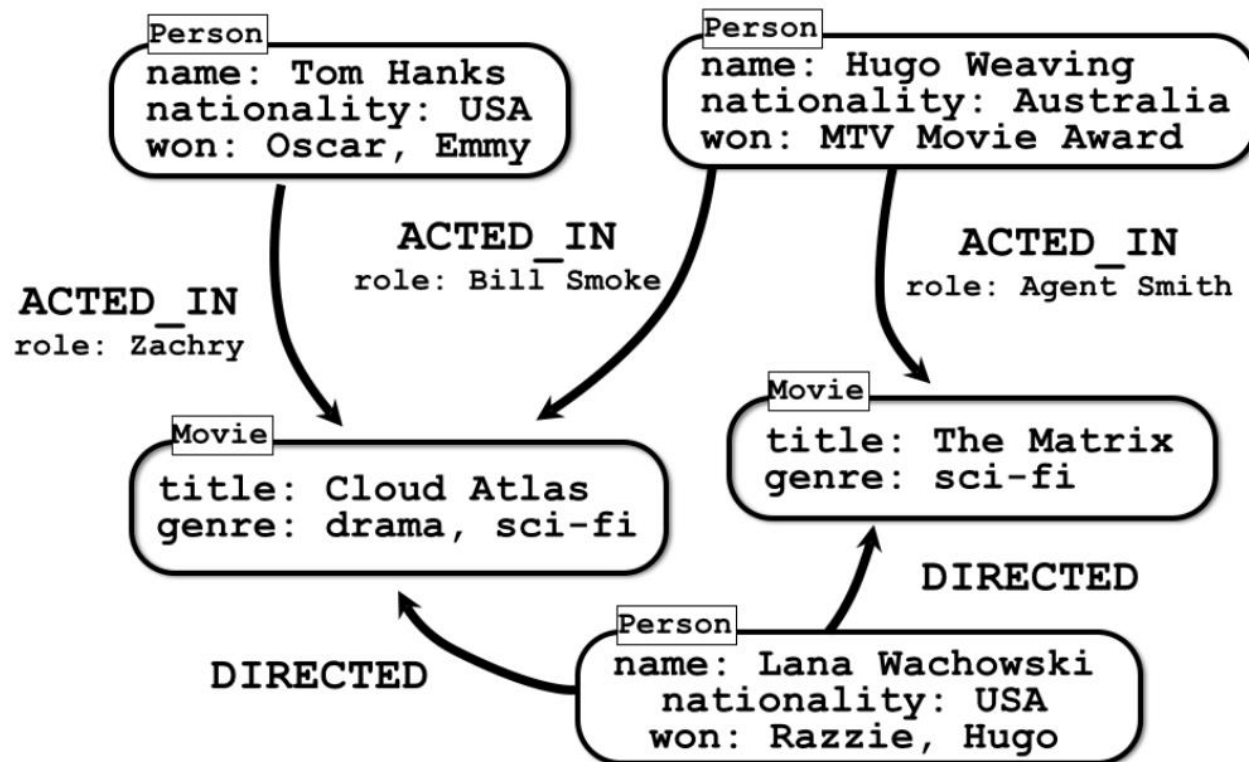 Person
name: Tom Hanks
nationality: USA
won: Oscar, Emmy
Person
name: Hugo Weaving
nationality: Australia
won: MTV Movie Award
ACTED_IN
role: Zachry
ACTED_IN
role: Bill Smoke
ACTED_IN
role: Agent Smith
Movie
title: Cloud Atlas
genre: drama, sci-fi
Movie
title: The Matrix
genre: sci-fi
DIRECTED
DIRECTED
Person
name: Lana Wachowski
nationality: USA
won: Razzie, Hugo